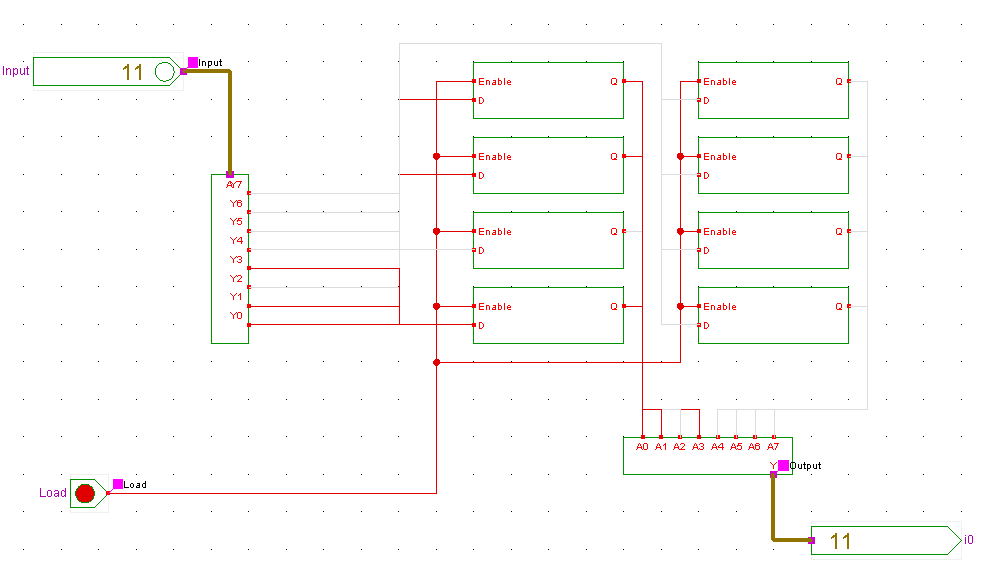 Input 11 Input
Enable Q
D
Enable Q
D
Enable Q
D
Enable Q
D
Enable Q
D
Enable Q
D
Enable Q
D
Enable Q
D
A Y7
Y6
Y5
Y4
Y3
Y2
Y1
Y0
A0 A1 A2 A3 A4 A5 A6 A7
Y Output
Load Load
11 i0